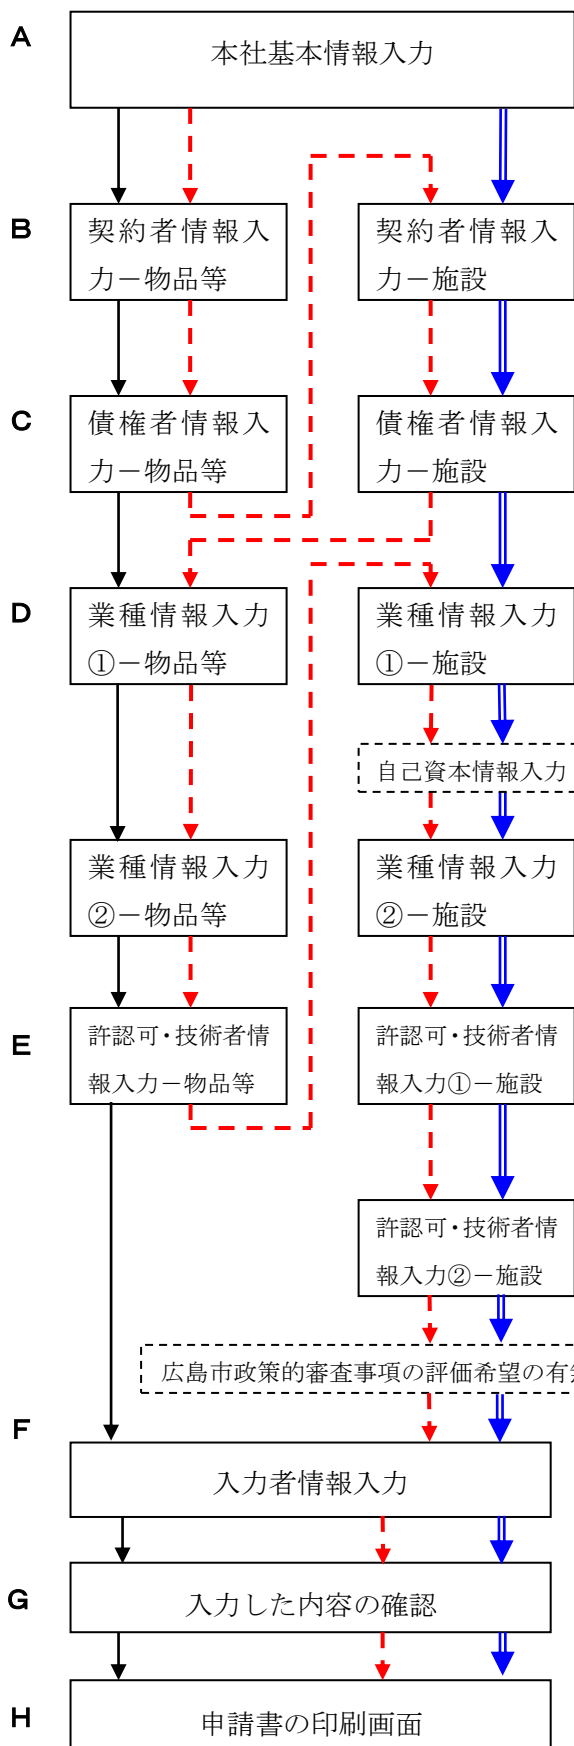 A
本社基本情報入力
B
契約者情報入
力－物品等
契約者情報入
力－施設
C
債権者情報入
力－物品等
債権者情報入
力－施設
D
業種情報入力
①－物品等
業種情報入力
①－施設
自己資本情報入力
業種情報入力
②－物品等
業種情報入力
②－施設
E
許認可・技術者情
報入力－物品等
許認可・技術者情
報入力①－施設
許認可・技術者情
報入力②－施設
広島市政策的審査事項の評価希望の有無
F
入力者情報入力
G
入力した内容の確認
H
申請書の印刷画面